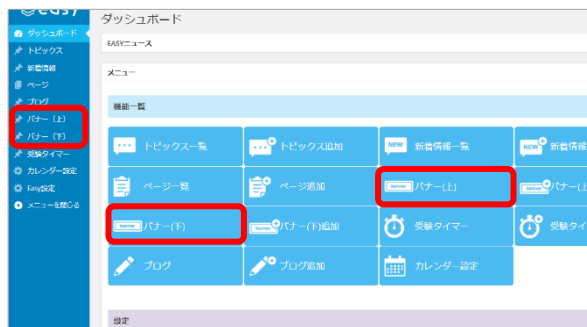 easy
ダッシュボード
トピックス
新着情報
ページ
ブログ
バナー (上)
バナー (下)
受験タイマー
カレンダー設定
Easy設定
メニューを閉じる
ダッシュボード
EASYニュース
メニュー
機能一覧
トピックス一覧
トピックス追加
NEW 新着情報一覧
NEW 新着情報
ページ一覧
ページ追加
バナー(上)
バナー(上
バナー(下)
バナー(下)追加
受験タイマー
受験タイ
ブログ
ブログ追加
カレンダー設定
設定